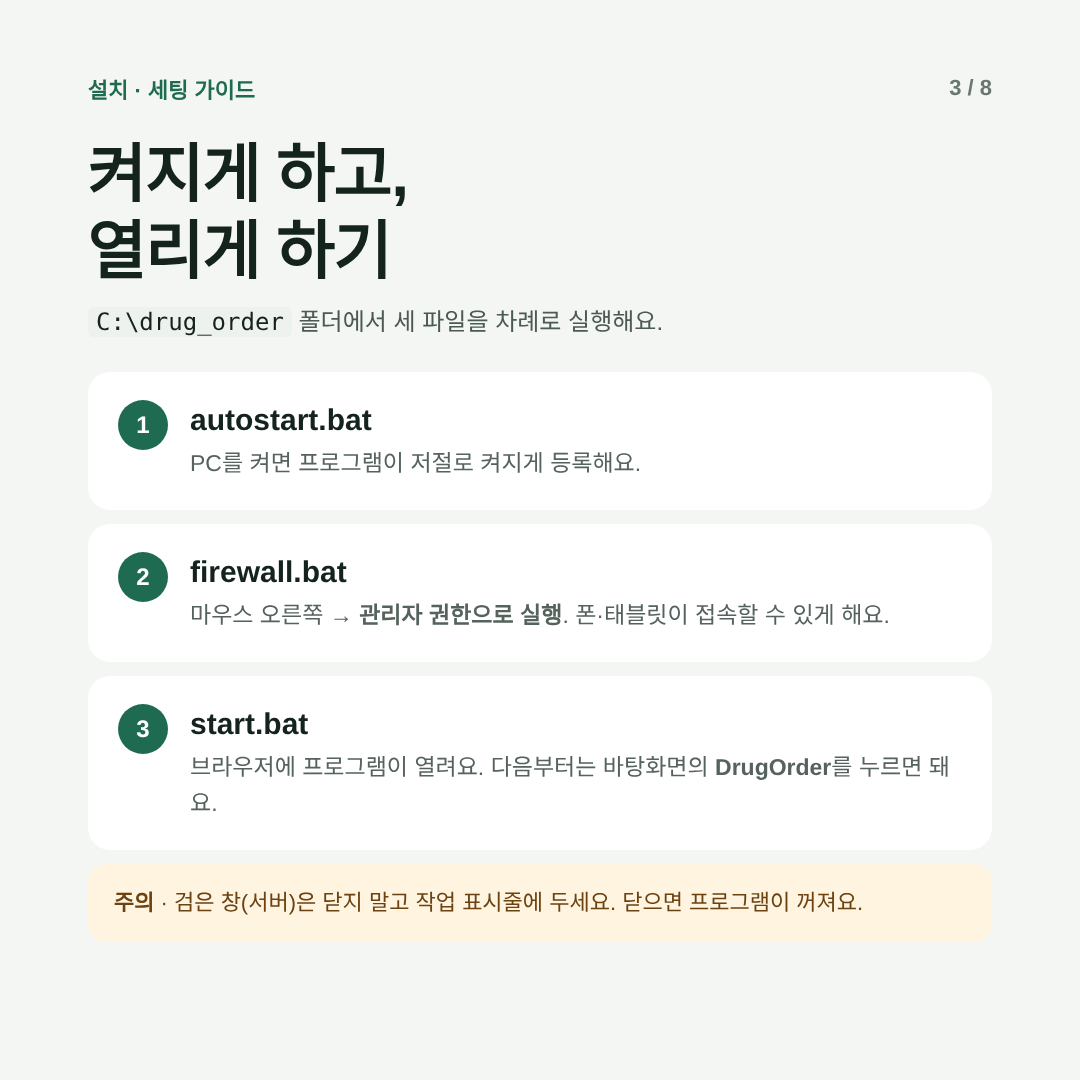 설치 · 세팅 가이드
3 / 8
켜지게 하고,
열리게 하기
C:\drug_order 폴더에서 세 파일을 차례로 실행해요.
1
autostart.bat
PC를 켜면 프로그램이 저절로 켜지게 등록해요.
2
firewall.bat
마우스 오른쪽 → 관리자 권한으로 실행. 폰·태블릿이 접속할 수 있게 해요.
3
start.bat
브라우저에 프로그램이 열려요. 다음부터는 바탕화면의 DrugOrder를 누르면 돼
요.
주의 · 검은 창(서버)은 닫지 말고 작업 표시줄에 두세요. 닫으면 프로그램이 꺼져요.